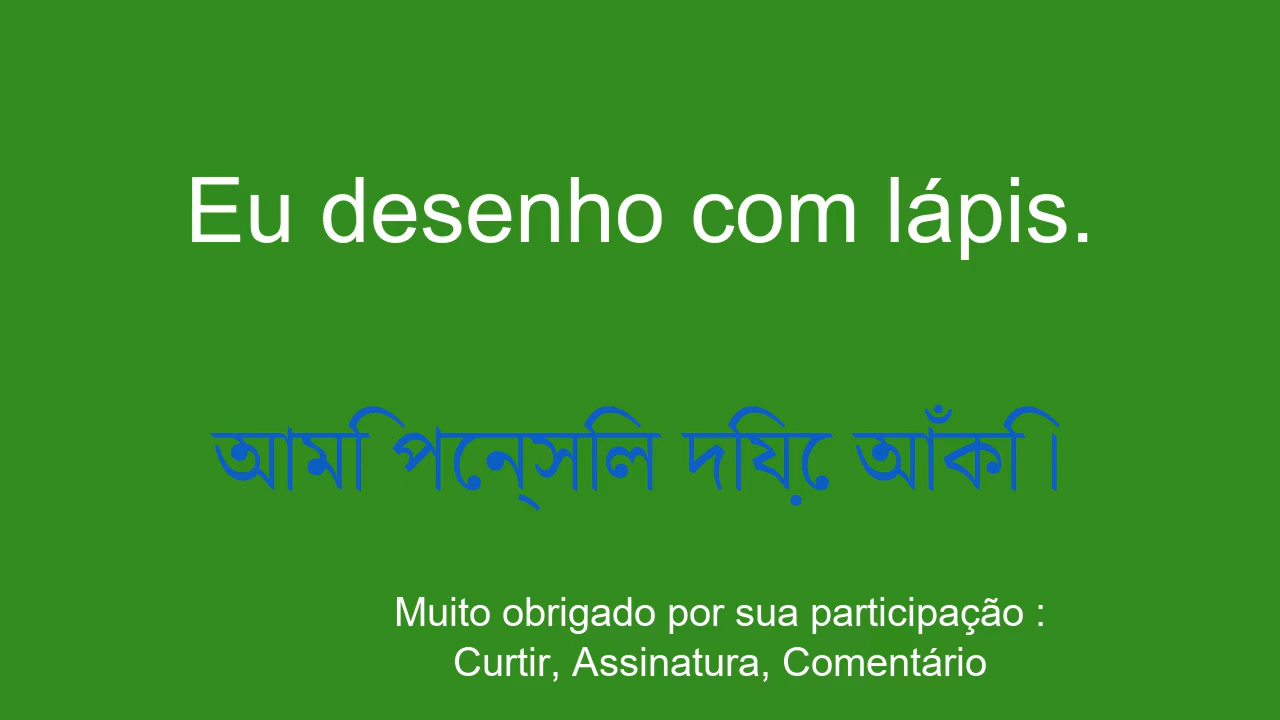 Eu desenho com lápis.
আমি পেন্সিল দিয়ে আঁকি।
Muito obrigado por sua participação :
Curtir, Assinatura, Comentário